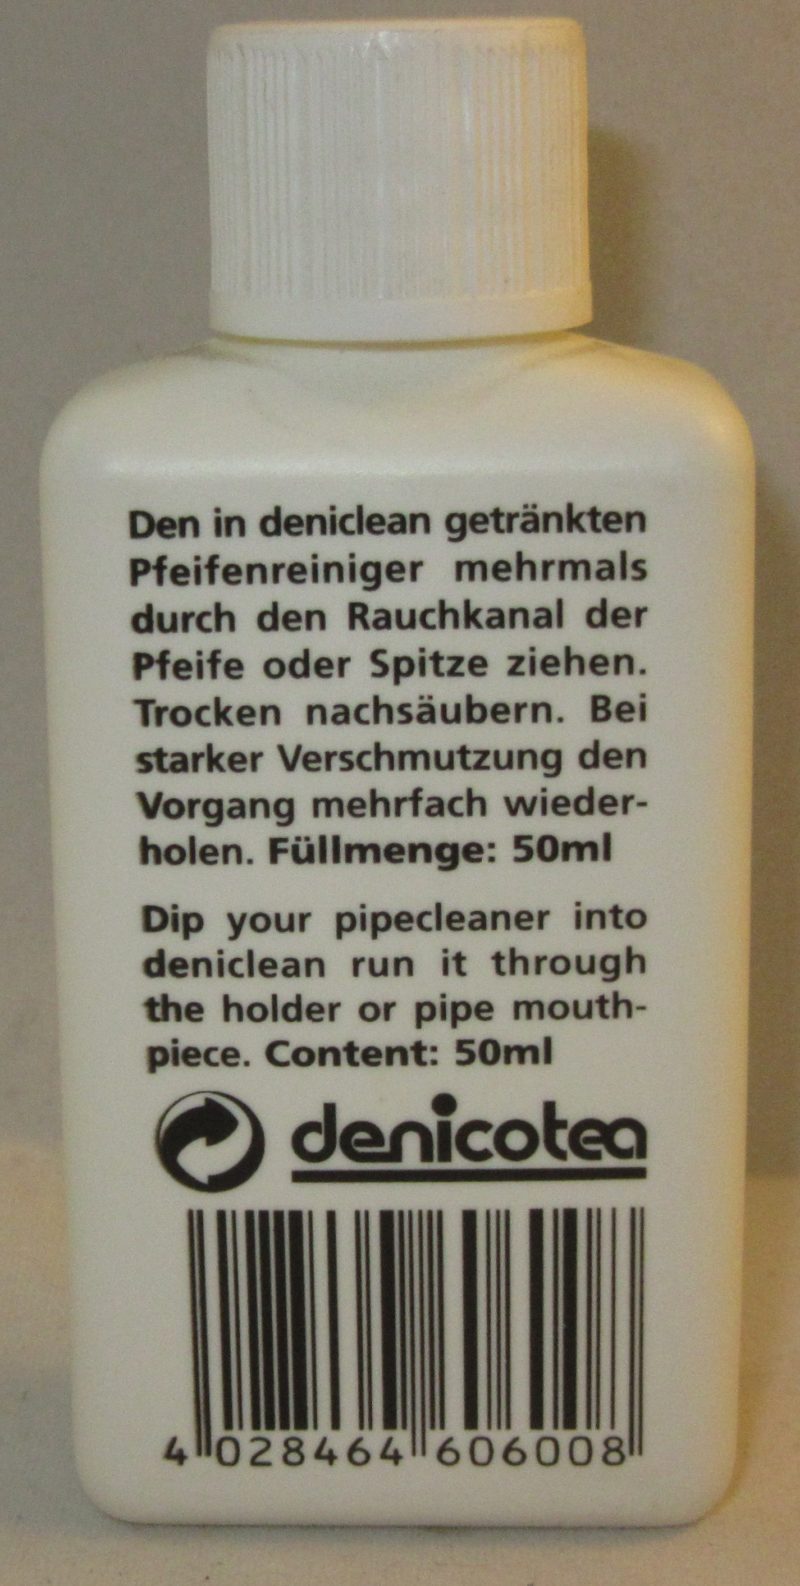 Den in deniclean getränkten
Pfeifenreiniger mehrmals
durch den Rauchkanal der
Pfeife oder Spitze ziehen.
Trocken nachsäubern. Bei
starker Verschmutzung den
Vorgang mehrfach wieder-
holen. Füllmenge: 50ml
Dip your pipecleaner into
deniclean run it through
the holder or pipe mouth-
piece. Content: 50ml
denicotea
4 028464 606008